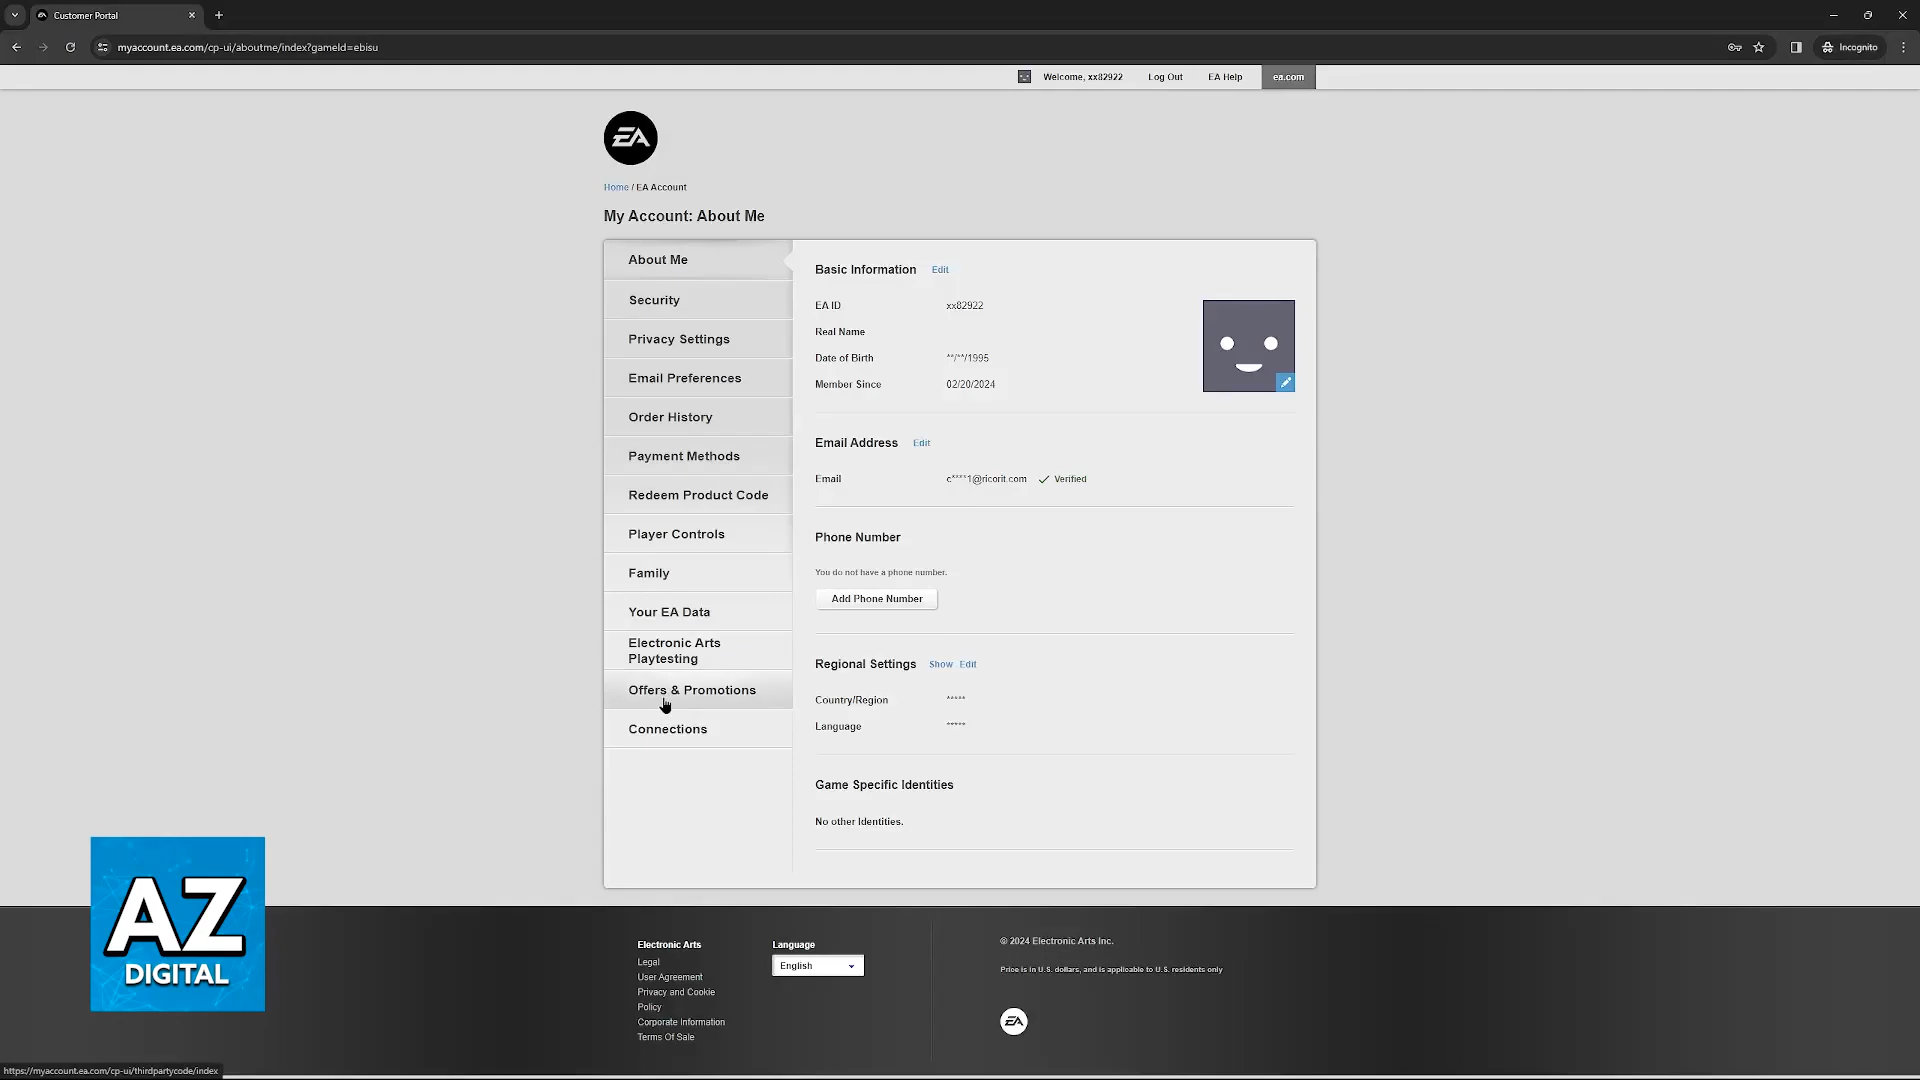 Customer Portal
myaccount.ea.com/cp-ui/aboutme/index?gameId=ebisu
Incognito
Welcome, xx82922
Log Out
EA Help
ea.com
EA
Home / EA Account
My Account: About Me
About Me
Security
Privacy Settings
Email Preferences
Order History
Payment Methods
Redeem Product Code
Player Controls
Family
Your EA Data
Electronic Arts
Playtesting
Offers & Promotions
Connections
Basic Information Edit
EA ID xx82922
Real Name
Date of Birth **/**/1995
Member Since 02/20/2024
Email Address Edit
Email c****1@ricorit.com Verified
Phone Number
You do not have a phone number.
Add Phone Number
Regional Settings Show Edit
Country/Region *****
Language *****
Game Specific Identities
No other Identities.
AZ
DIGITAL
Electronic Arts
Legal
User Agreement
Privacy and Cookie
Policy
Corporate Information
Terms Of Sale
Language
English
© 2024 Electronic Arts Inc.
Price is in U.S. dollars, and is applicable to U.S. residents only
EA
https://myaccount.ea.com/cp-ui/thirdpartycode/index